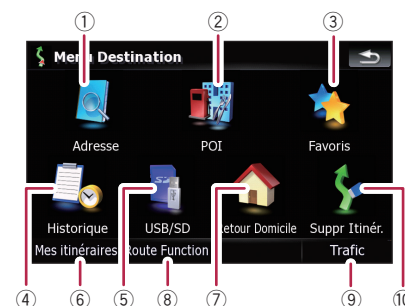 ① ② ③
Menu Destination
Adresse POI Favoris
Historique USB/SD Retour Domicile Suppr Itinér.
Mes itinéraires Route Function Trafic
④ ⑥ ⑤ ⑧ ⑦ ⑨ ⑩